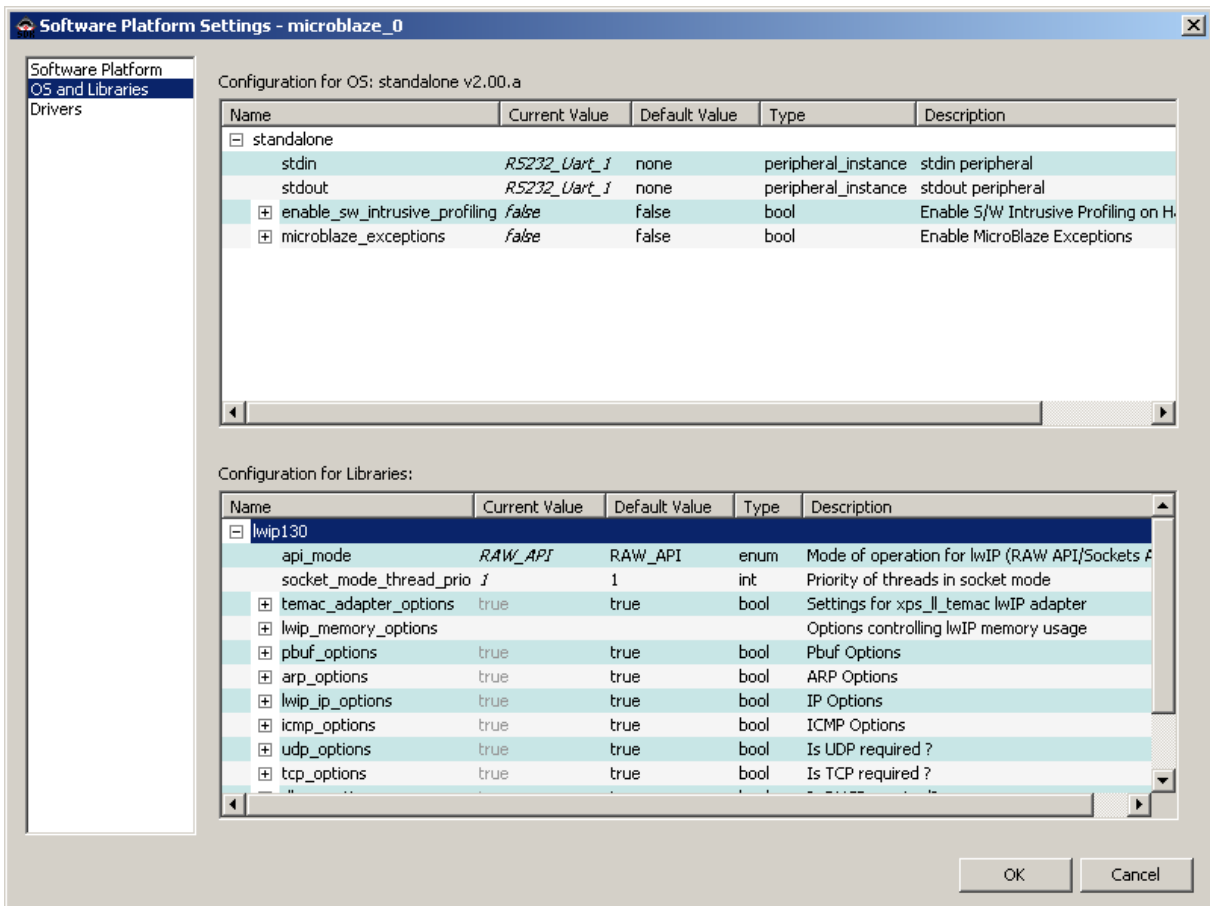 Software Platform Settings - microblaze_0
Software Platform
OS and Libraries
Drivers
Configuration for OS: standalone v2.00.a
Name Current Value Default Value Type Description
standalone
stdin RS232_Uart_1 none peripheral_instance stdin peripheral
stdout RS232_Uart_1 none peripheral_instance stdout peripheral
enable_sw_intrusive_profiling false false bool Enable S/W Intrusive Profiling on Ha
microblaze_exceptions false false bool Enable MicroBlaze Exceptions
Configuration for Libraries:
Name Current Value Default Value Type Description
lwip130
api_mode RAW_API RAW_API enum Mode of operation for lwIP (RAW API/Sockets A
socket_mode_thread_prio 1 1 int Priority of threads in socket mode
temac_adapter_options true true bool Settings for xps_ll_temac lwIP adapter
lwip_memory_options Options controlling lwIP memory usage
pbuf_options true true bool Pbuf Options
arp_options true true bool ARP Options
lwip_ip_options true true bool IP Options
icmp_options true true bool ICMP Options
udp_options true true bool Is UDP required ?
tcp_options true true bool Is TCP required ?
OK Cancel